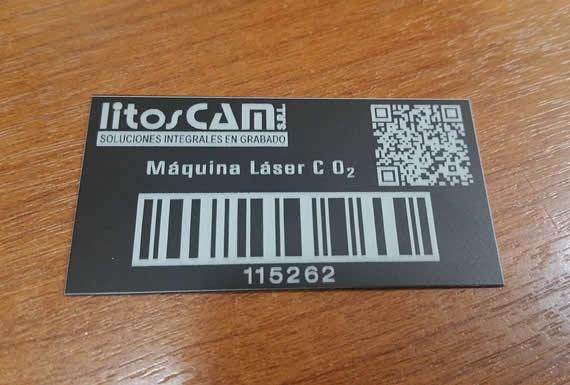 litosCAM S.R.L.
SOLUCIONES INTEGRALES EN GRABADO
Máquina Láser C O₂
115262